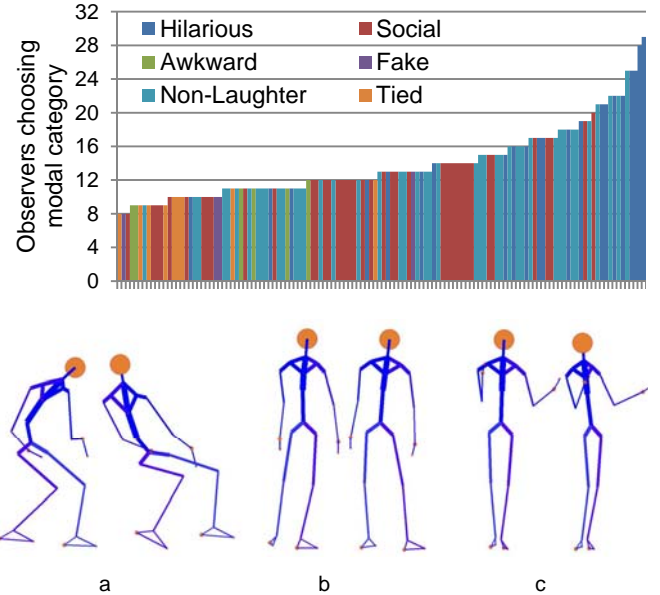 Observers choosing
modal category
32
28
24
20
16
12
8
4
0
Hilarious Social
Awkward Fake
Non-Laughter Tied
a b c